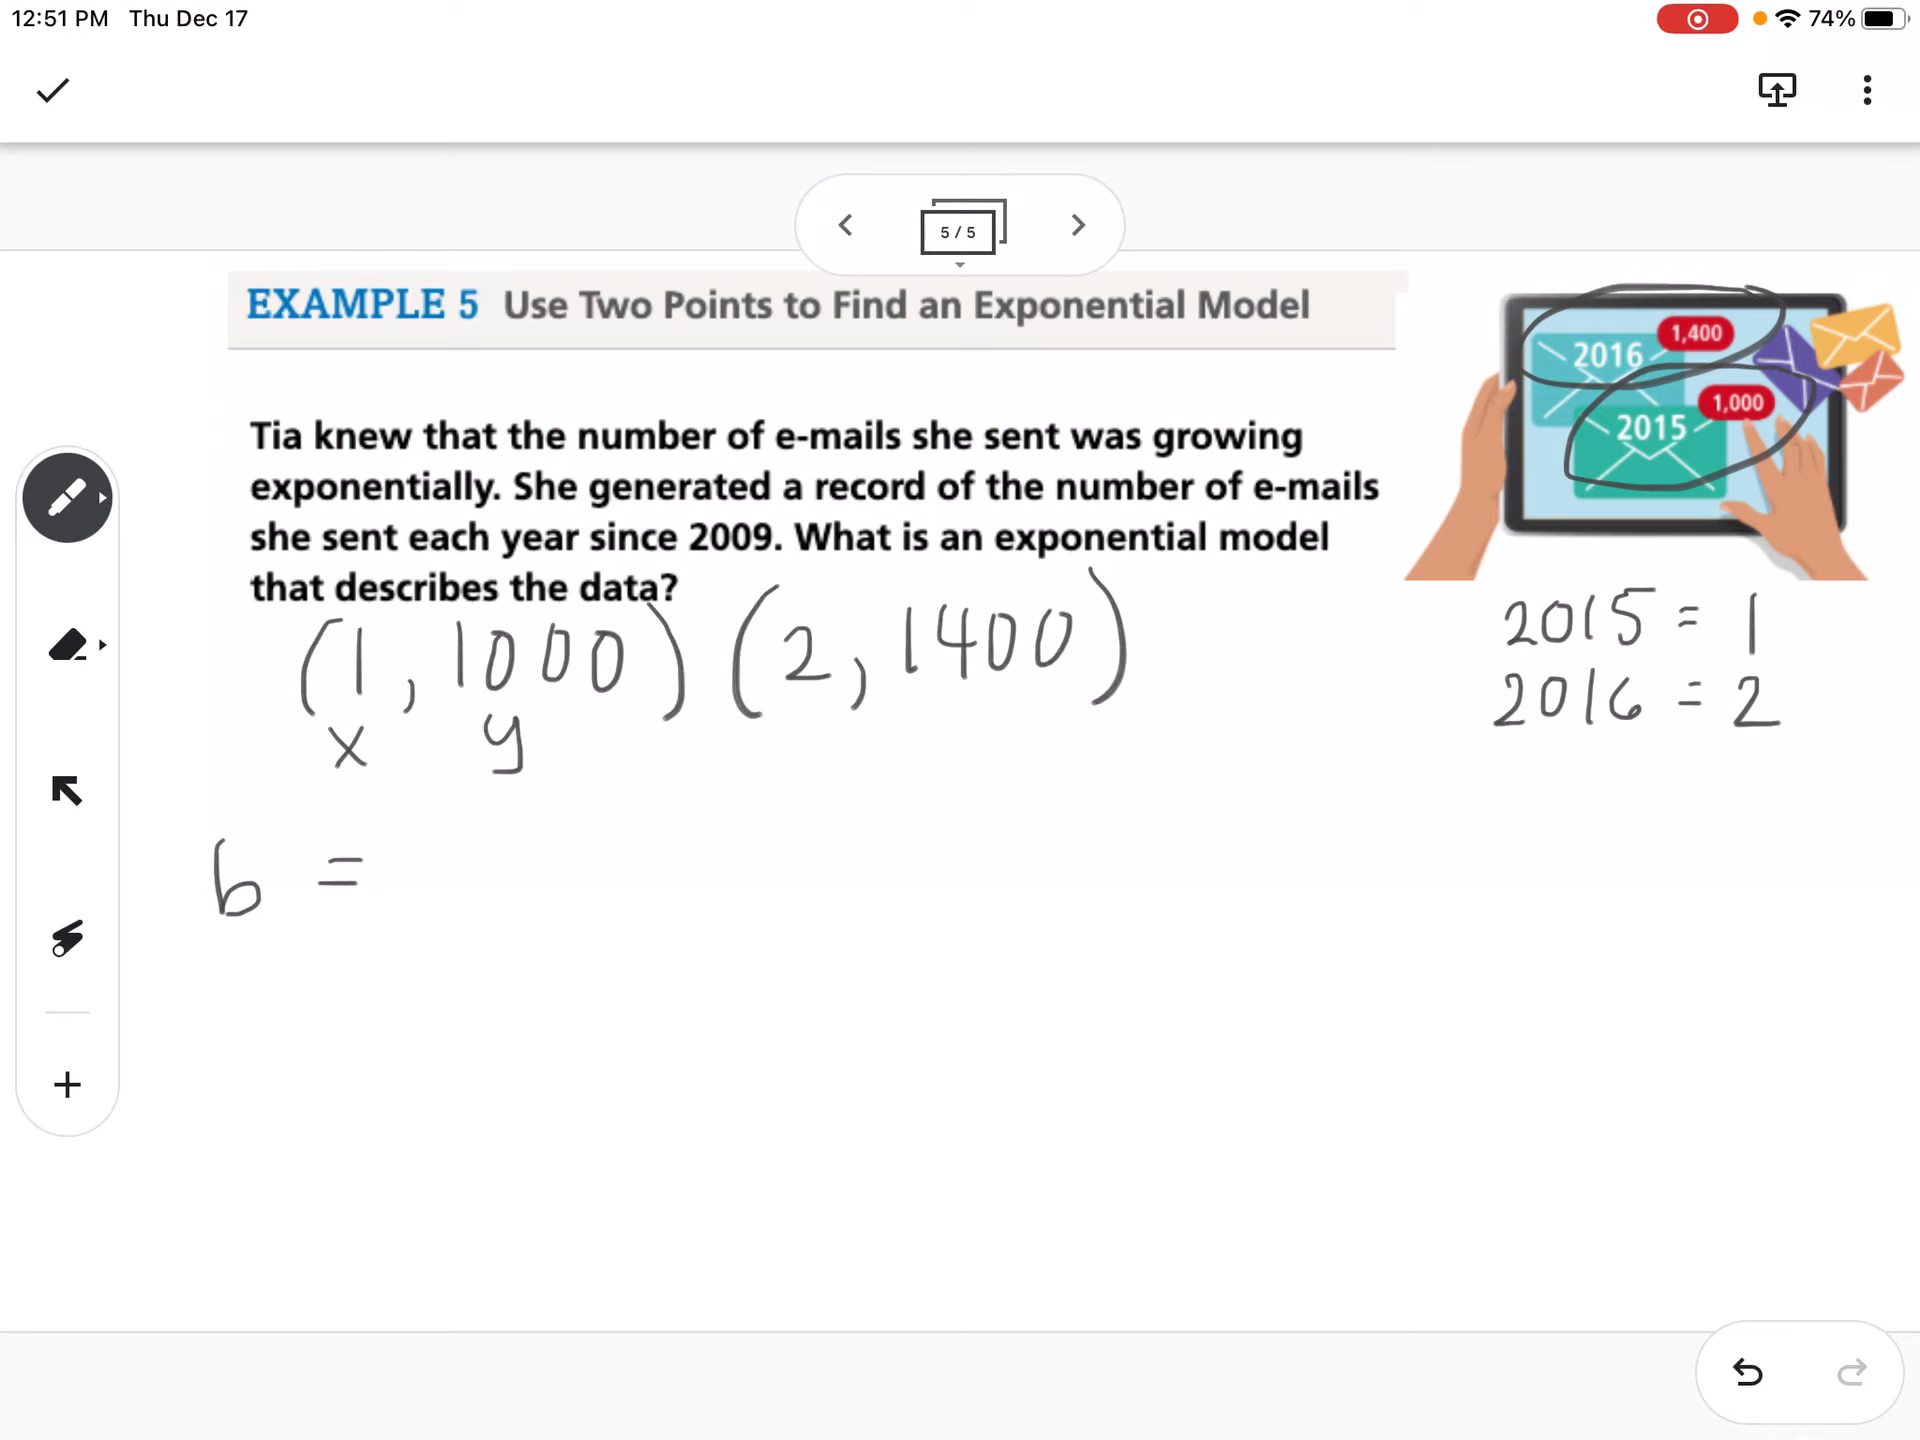 12:51 PM Thu Dec 17
74%
5 / 5
EXAMPLE 5 Use Two Points to Find an Exponential Model
1,400
2016
1,000
2015
Tia knew that the number of e-mails she sent was growing
exponentially. She generated a record of the number of e-mails
she sent each year since 2009. What is an exponential model
that describes the data?
(1, 1000) (2, 1400)
x y
2015 = 1
2016 = 2
b =